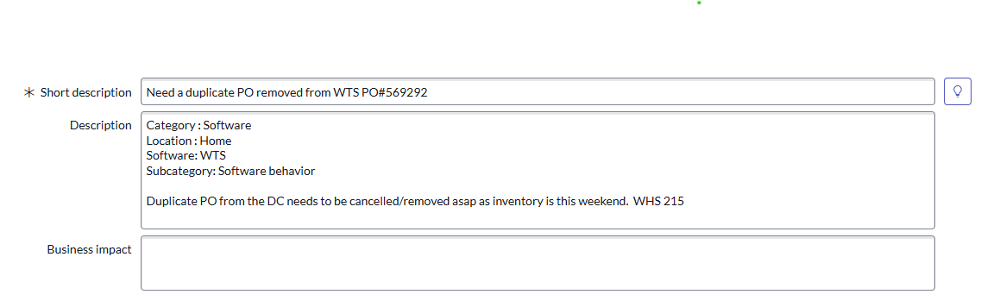 * Short description Need a duplicate PO removed from WTS PO#569292
Description Category : Software
Location : Home
Software: WTS
Subcategory: Software behavior
Duplicate PO from the DC needs to be cancelled/removed asap as inventory is this weekend.  WHS 215
Business impact